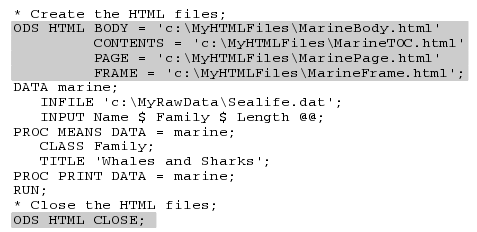 * Create the HTML files;
ODS HTML BODY = 'c:\MyHTMLFiles\MarineBody.html'
CONTENTS = 'c:\MyHTMLFiles\MarineTOC.html'
PAGE = 'c:\MyHTMLFiles\MarinePage.html'
FRAME = 'c:\MyHTMLFiles\MarineFrame.html';
DATA marine;
INFILE 'c:\MyRawData\Sealife.dat';
INPUT Name $ Family $ Length @@;
PROC MEANS DATA = marine;
CLASS Family;
TITLE 'Whales and Sharks';
PROC PRINT DATA = marine;
RUN;
* Close the HTML files;
ODS HTML CLOSE;